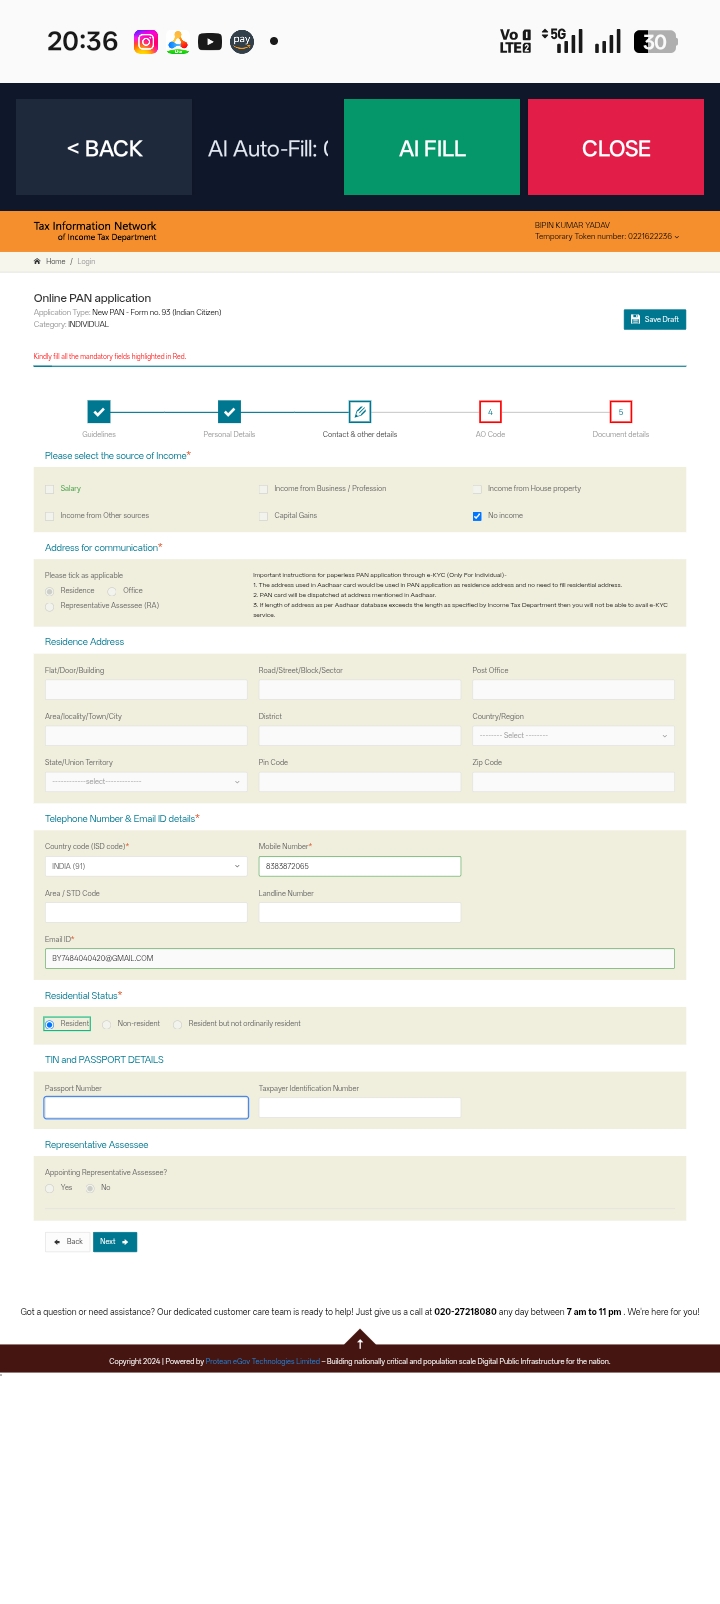 20:36
pay
Vo 1 LTE2
5G
30
< BACK
AI Auto-Fill:
AI FILL
CLOSE
Tax Information Network
of Income Tax Department
BIPIN KUMAR YADAV
Temporary Token number: 0221622236
Home / Login
Online PAN application
Application Type: New PAN - Form no. 93 (Indian Citizen)
Category: INDIVIDUAL
Save Draft
Kindly fill all the mandatory fields highlighted in Red.
4
5
Guidelines
Personal Details
Contact & other details
AO Code
Document details
Please select the source of Income*
Salary
Income from Business / Profession
Income from House property
Income from Other sources
Capital Gains
No income
Address for communication*
Please tick as applicable
Residence
Office
Representative Assessee (RA)
Important instructions for paperless PAN application through e-KYC (Only For Individual)-
1. The address used in Aadhaar card would be used in PAN application as residence address and no need to fill residential address.
2. PAN card will be dispatched at address mentioned in Aadhaar.
3. If length of address as per Aadhaar database exceeds the length as specified by Income Tax Department then you will not be able to avail e-KYC
service.
Residence Address
Flat/Door/Building
Road/Street/Block/Sector
Post Office
Area/locality/Town/City
District
Country/Region
-------- Select --------
State/Union Territory
Pin Code
Zip Code
------------select-------------
Telephone Number & Email ID details*
Country code (ISD code)*
Mobile Number*
INDIA (91)
8383872065
Area / STD Code
Landline Number
Email ID*
BY7484040420@GMAIL.COM
Residential Status*
Resident
Non-resident
Resident but not ordinarily resident
TIN and PASSPORT DETAILS
Passport Number
Taxpayer Identification Number
Representative Assessee
Appointing Representative Assessee?
Yes
No
Back
Next
Got a question or need assistance? Our dedicated customer care team is ready to help! Just give us a call at 020-27218080 any day between 7 am to 11 pm . We're here for you!
Copyright 2024 | Powered by Protean eGov Technologies Limited – Building nationally critical and population scale Digital Public Infrastructure for the nation.